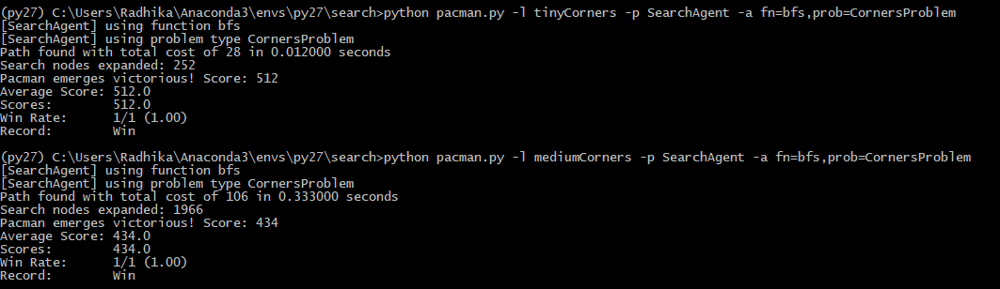 (py27) C:\Users\Radhika\Anaconda3\envs\py27\search>python pacman.py -l tinyCorners -p SearchAgent -a fn=bfs,prob=CornersProblem
[SearchAgent] using function bfs
[SearchAgent] using problem type CornersProblem
Path found with total cost of 28 in 0.012000 seconds
Search nodes expanded: 252
Pacman emerges victorious! Score: 512
Average Score: 512.0
Scores:        512.0
Win Rate:      1/1 (1.00)
Record:        Win
(py27) C:\Users\Radhika\Anaconda3\envs\py27\search>python pacman.py -l mediumCorners -p SearchAgent -a fn=bfs,prob=CornersProblem
[SearchAgent] using function bfs
[SearchAgent] using problem type CornersProblem
Path found with total cost of 106 in 0.333000 seconds
Search nodes expanded: 1966
Pacman emerges victorious! Score: 434
Average Score: 434.0
Scores:        434.0
Win Rate:      1/1 (1.00)
Record:        Win